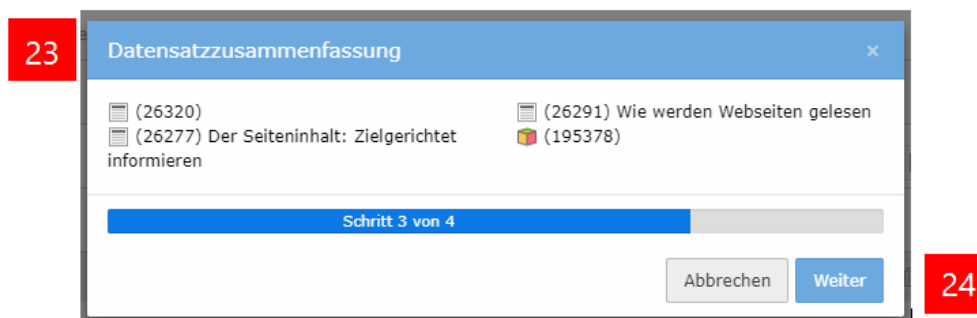 23
Datensatzzusammenfassung ×
(26320)
(26277) Der Seiteninhalt: Zielgerichtet
informieren
(26291) Wie werden Webseiten gelesen
(195378)
Schritt 3 von 4
Abbrechen Weiter
24